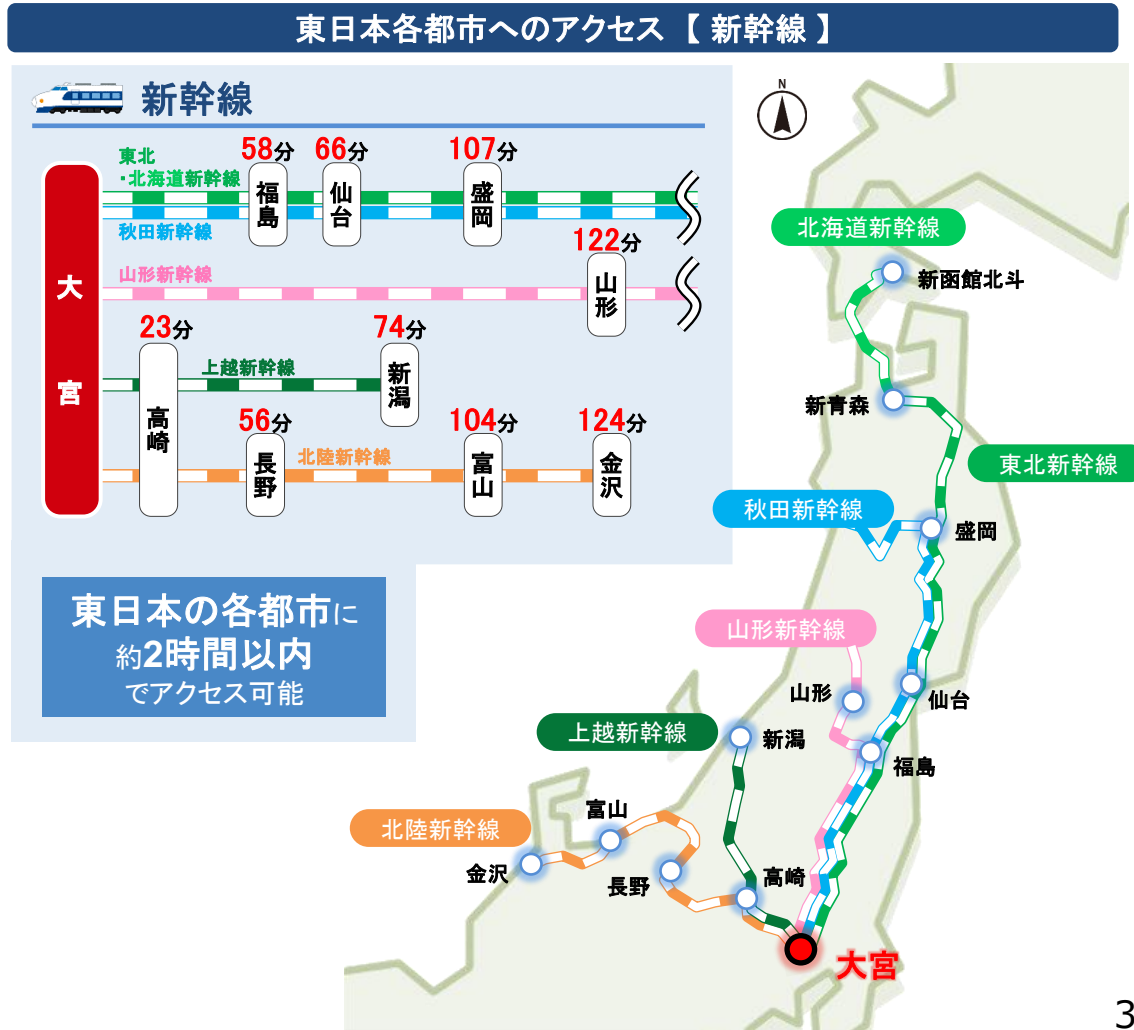 東日本各都市へのアクセス 【 新幹線 】
新幹線
大宮
東北
・北海道新幹線
秋田新幹線
58分
福島
66分
仙台
107分
盛岡
山形新幹線
122分
山形
23分
高崎
上越新幹線
74分
新潟
56分
長野
北陸新幹線
104分
富山
124分
金沢
東日本の各都市に
約2時間以内
でアクセス可能
N
北海道新幹線
新函館北斗
新青森
東北新幹線
秋田新幹線
盛岡
山形新幹線
山形
仙台
上越新幹線
新潟
福島
富山
北陸新幹線
金沢
長野
高崎
大宮
3